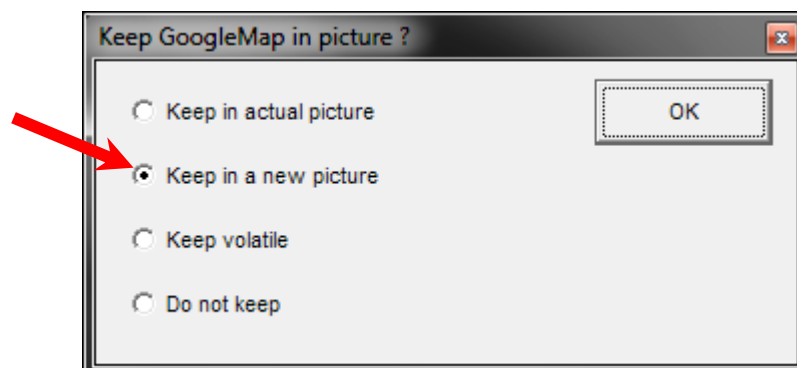 Keep GoogleMap in picture ?
Keep in actual picture
OK
Keep in a new picture
Keep volatile
Do not keep